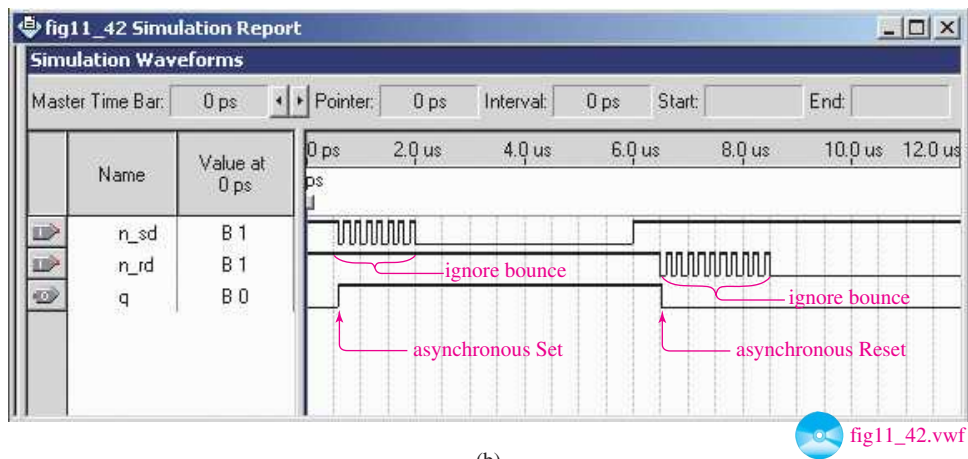 fig11_42 Simulation Report
Simulation Waveforms
Master Time Bar: 0 ps Pointer: 0 ps Interval: 0 ps Start: End:
Name Value at 0 ps
0 ps 2.0 us 4.0 us 6.0 us 8.0 us 10.0 us 12.0 us
ps
n_sd B 1
n_rd B 1
ignore bounce
ignore bounce
q B 0
asynchronous Set
asynchronous Reset
fig11_42.vwf